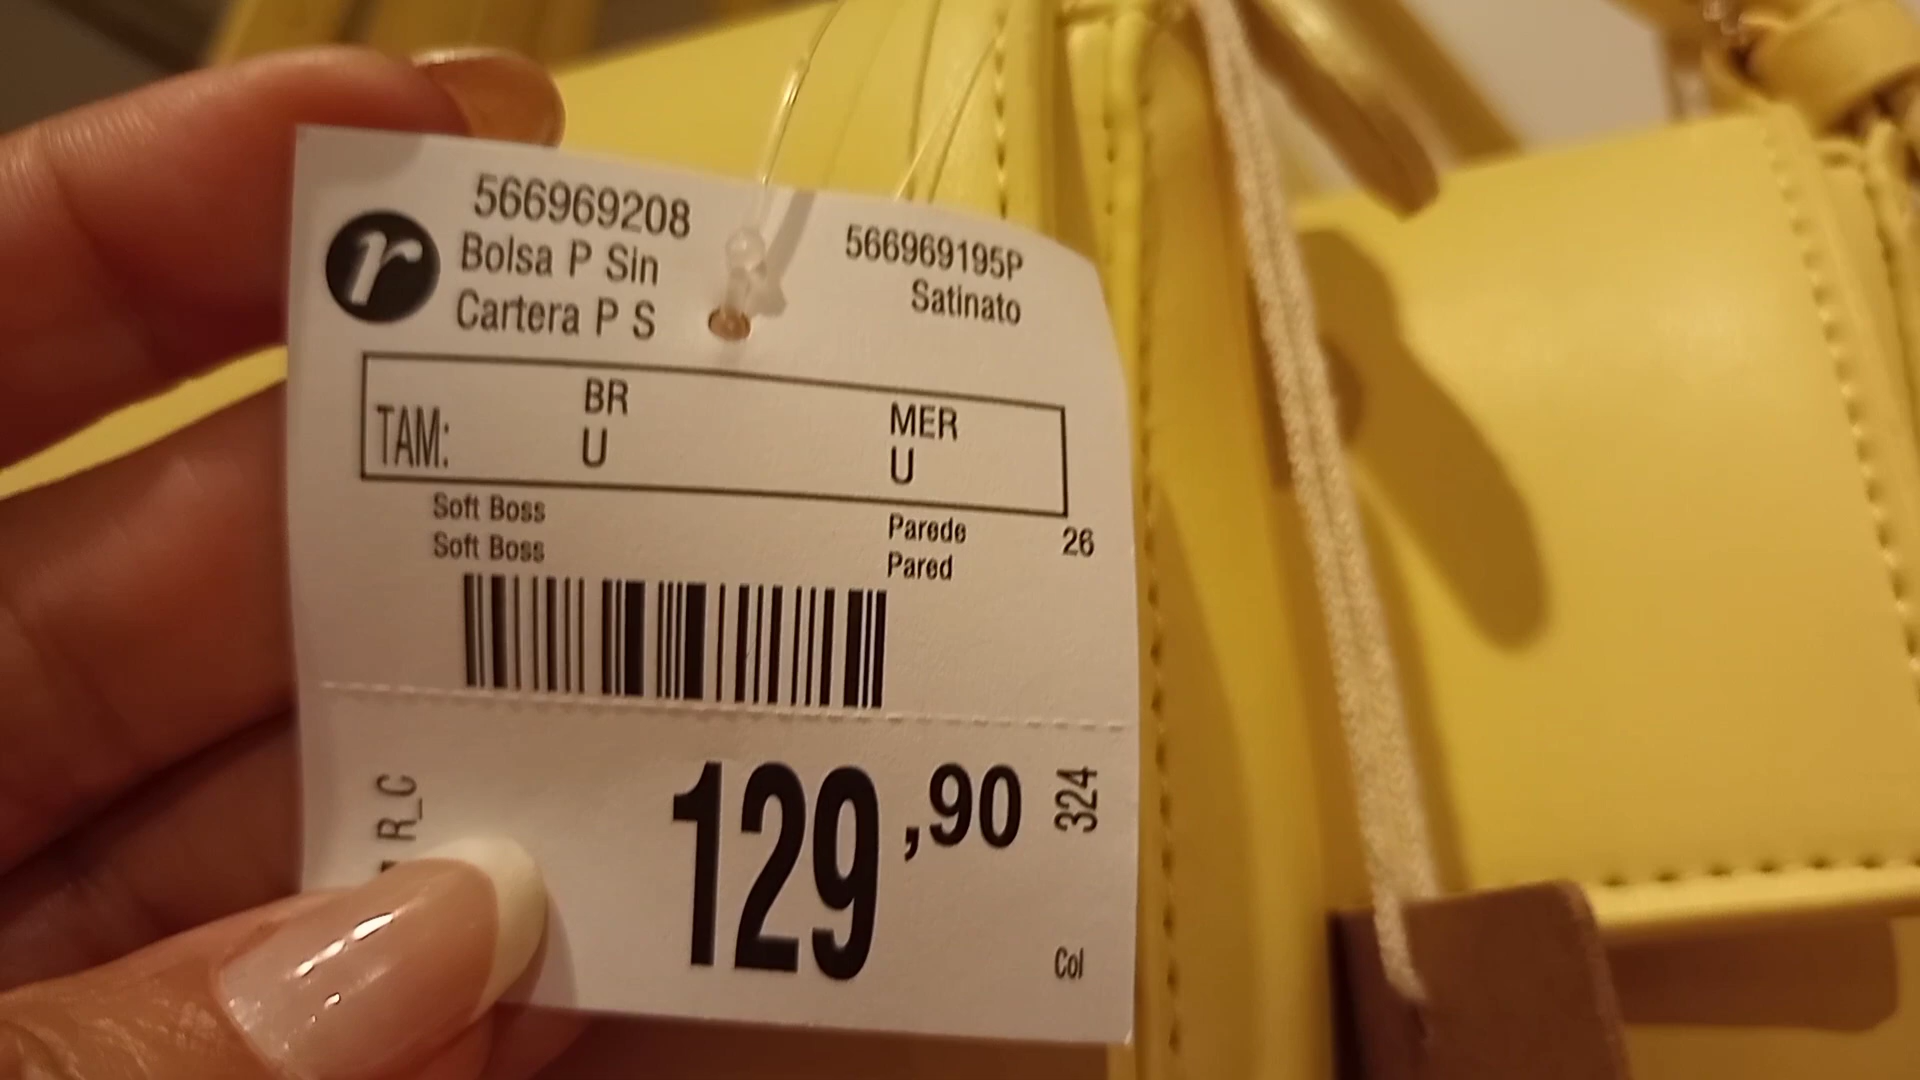 566969208
r
Bolsa P Sin
Cartera P S
566969195P
Satinato
TAM:
BR
U
MER
U
Soft Boss
Soft Boss
Parede
Pared
26
R_C
129,90
324
Col